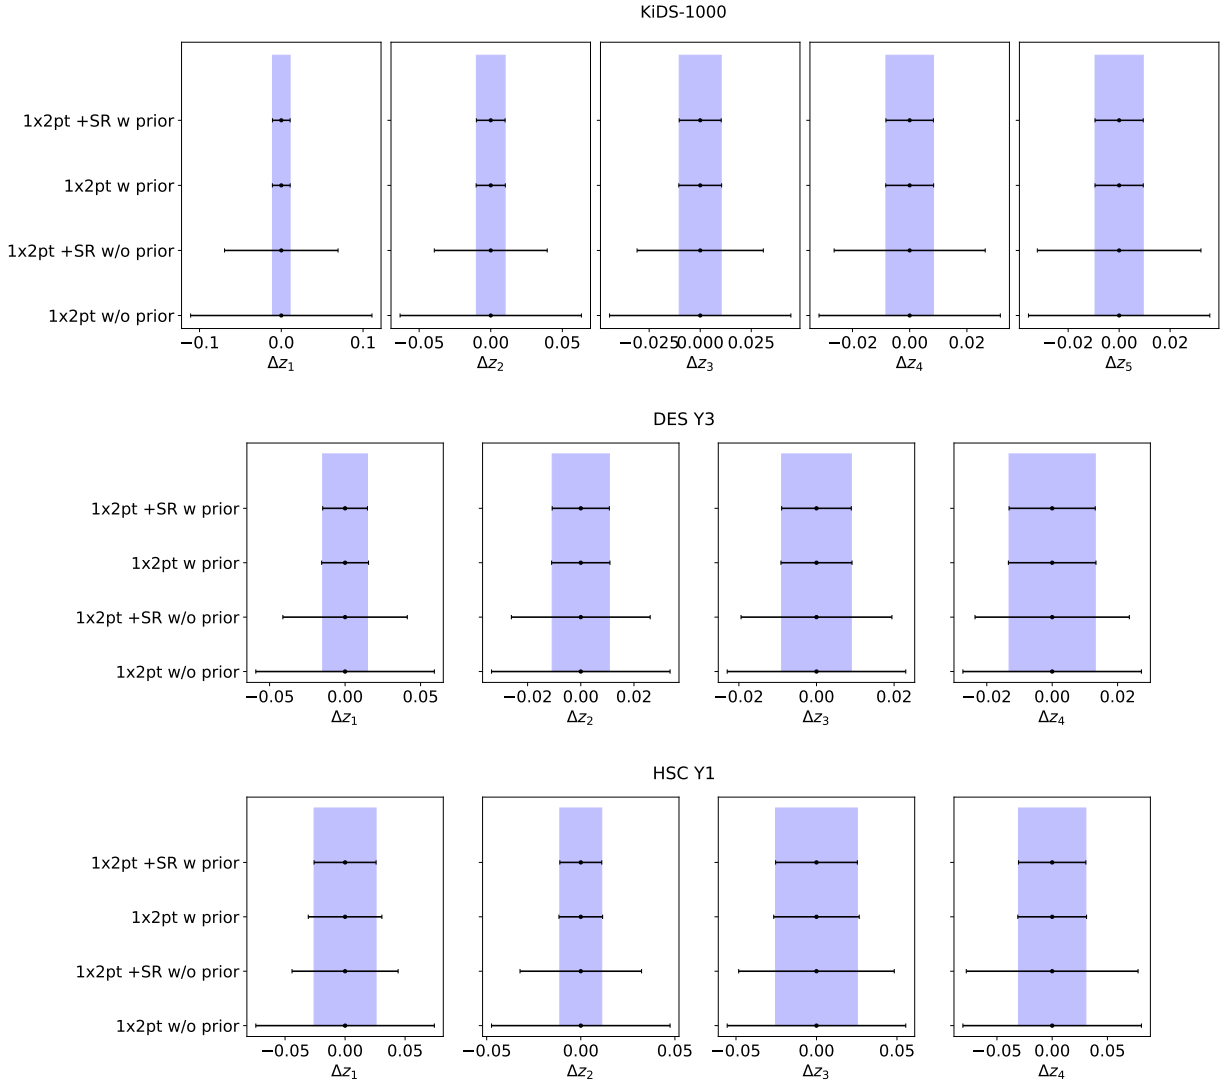 KiDS-1000
1x2pt +SR w prior
1x2pt w prior
1x2pt +SR w/o prior
1x2pt w/o prior
−0.1 0.0 0.1
Δz1
−0.05 0.00 0.05
Δz2
−0.025 0.000 0.025
Δz3
−0.02 0.00 0.02
Δz4
−0.02 0.00 0.02
Δz5
DES Y3
1x2pt +SR w prior
1x2pt w prior
1x2pt +SR w/o prior
1x2pt w/o prior
−0.05 0.00 0.05
Δz1
−0.02 0.00 0.02
Δz2
−0.02 0.00 0.02
Δz3
−0.02 0.00 0.02
Δz4
HSC Y1
1x2pt +SR w prior
1x2pt w prior
1x2pt +SR w/o prior
1x2pt w/o prior
−0.05 0.00 0.05
Δz1
−0.05 0.00 0.05
Δz2
−0.05 0.00 0.05
Δz3
−0.05 0.00 0.05
Δz4